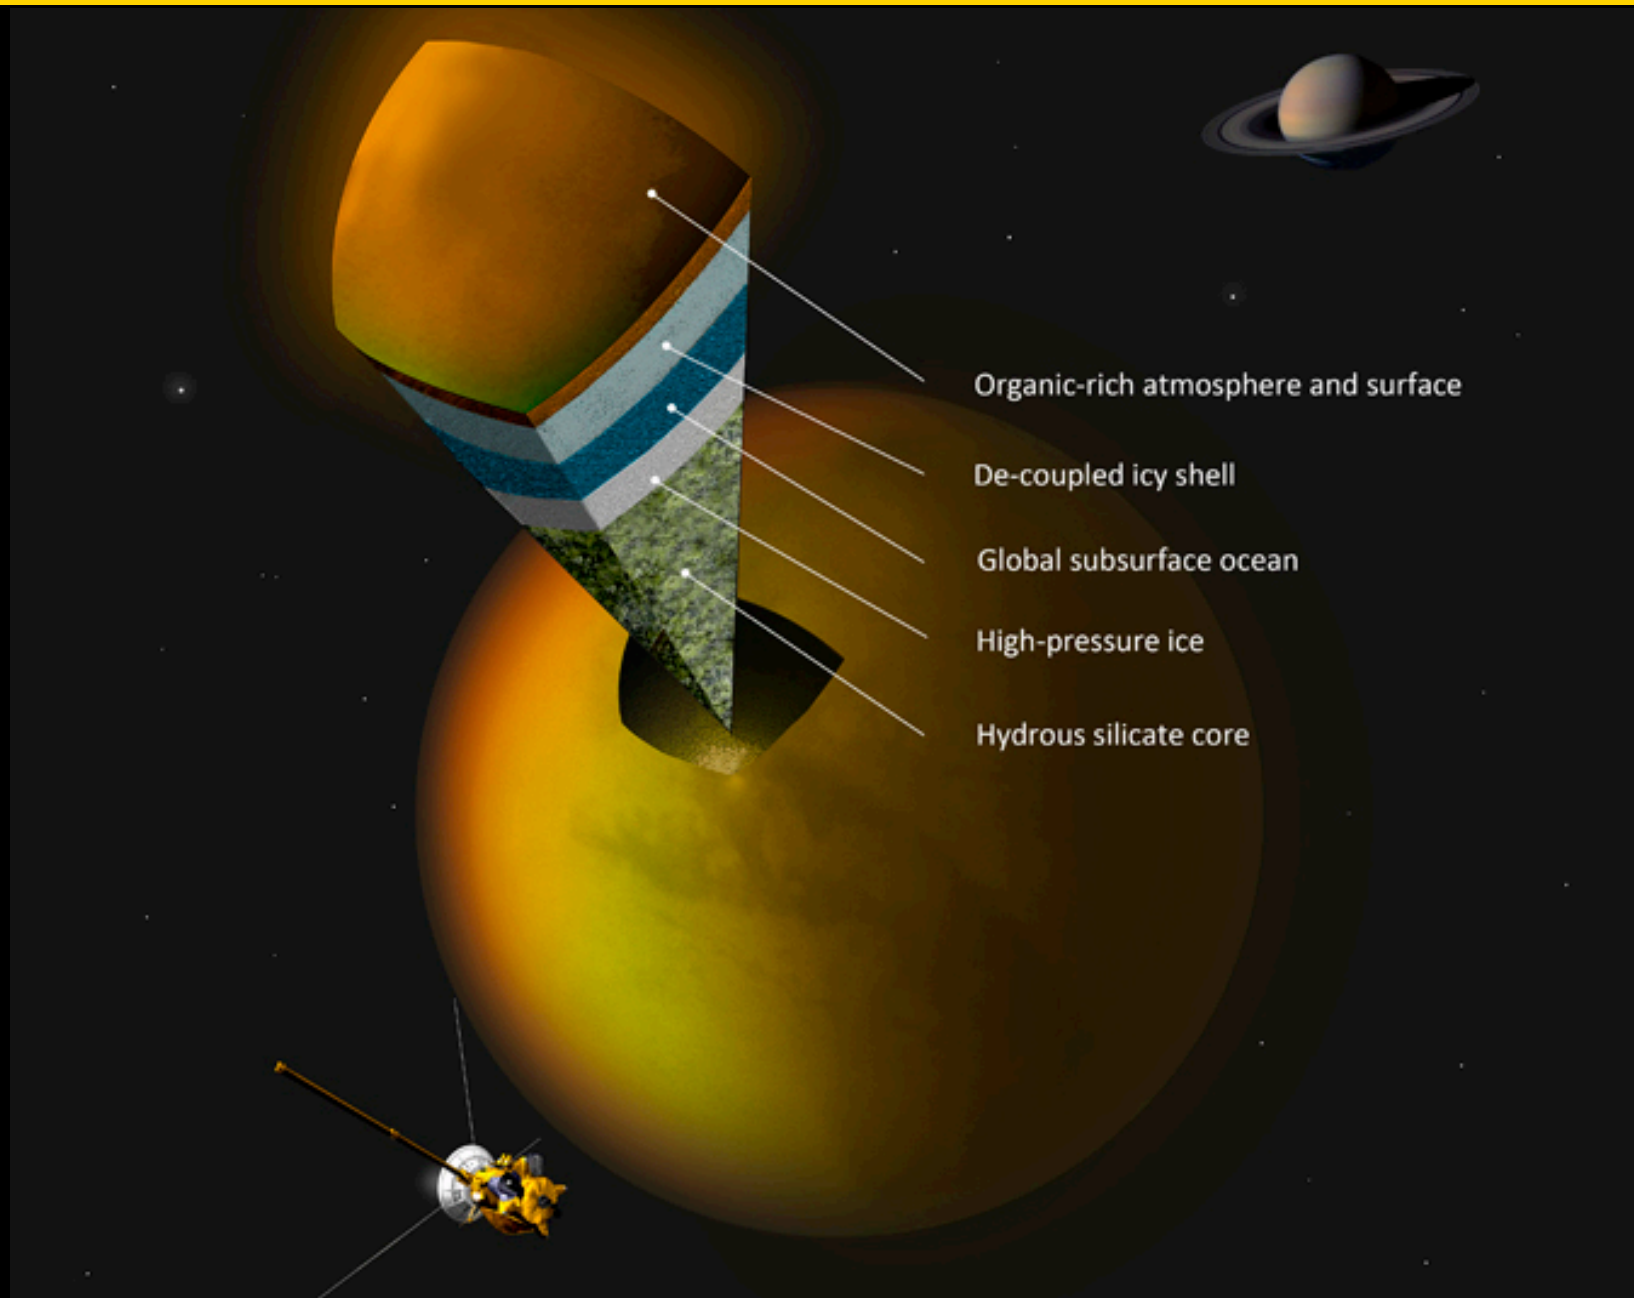 Organic-rich atmosphere and surface
De-coupled icy shell
Global subsurface ocean
High-pressure ice
Hydrous silicate core